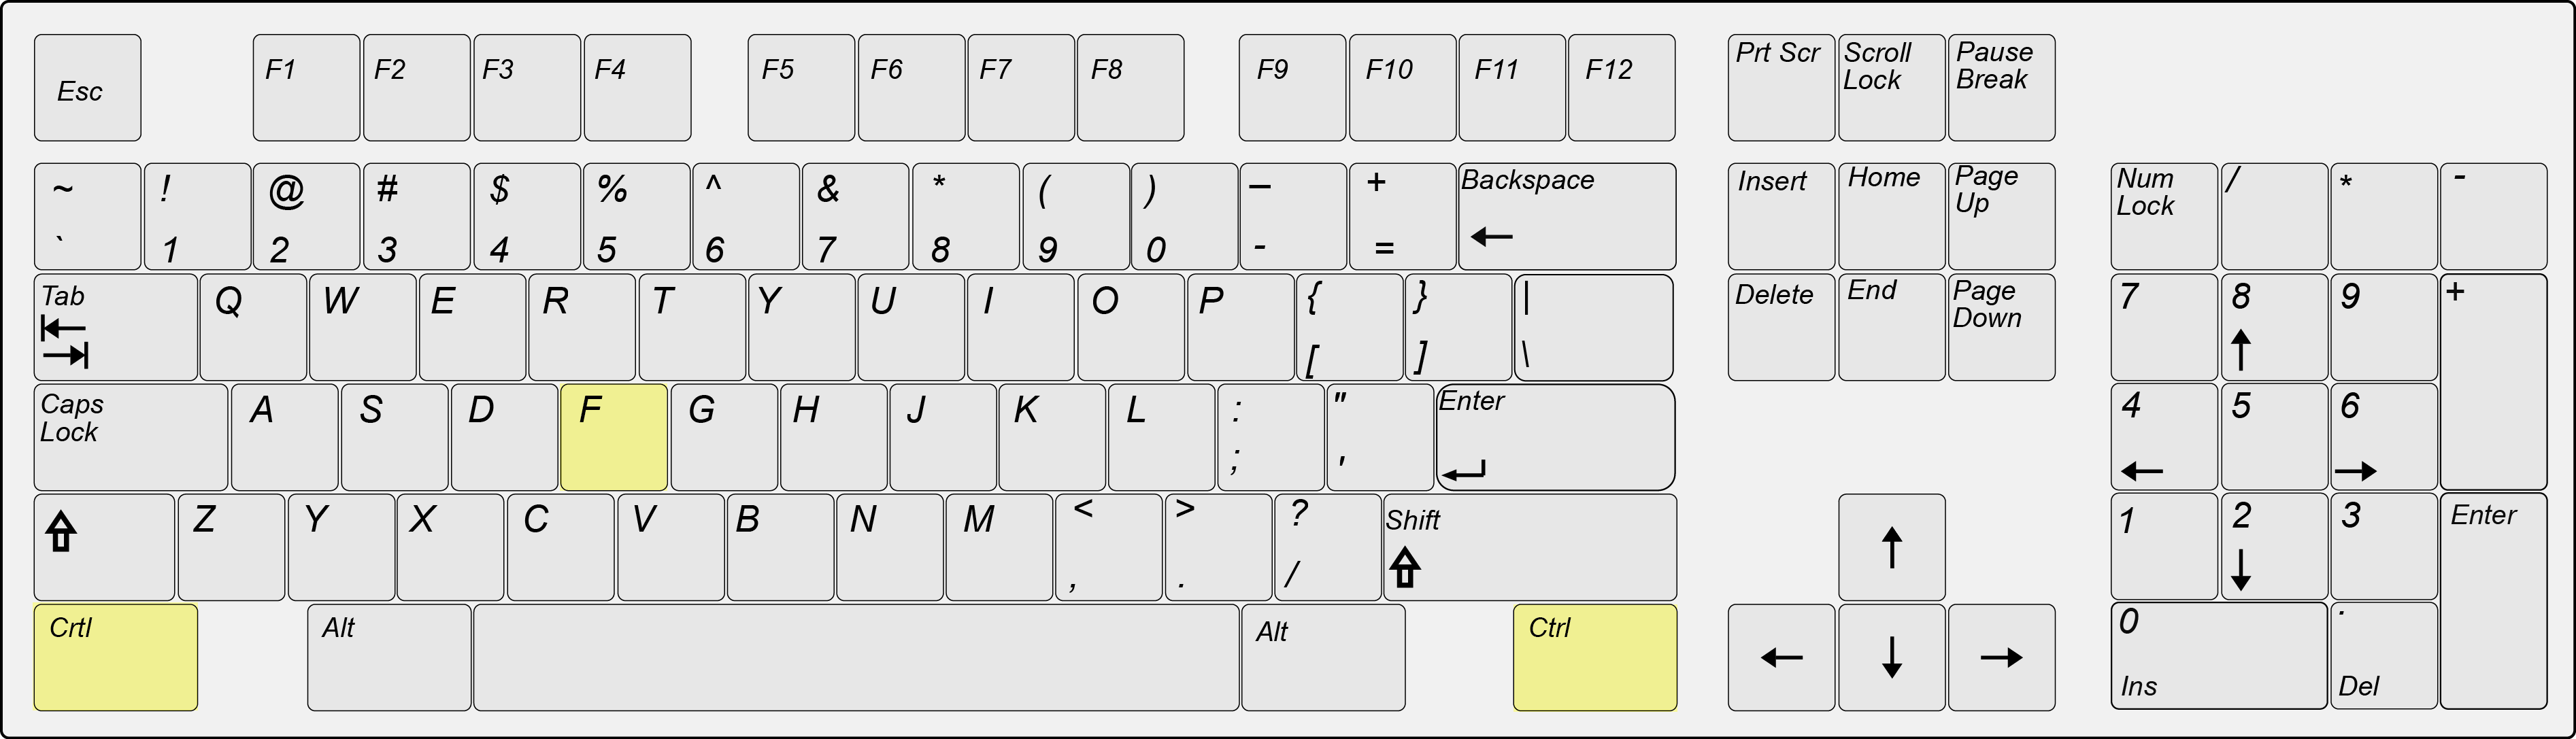 Esc F1 F2 F3 F4 F5 F6 F7 F8 F9 F10 F11 F12 Prt Scr Scroll Pause
Lock Break
~ ! @ # $ % ^ & * ( ) – + Backspace Insert Home Page Num / * -
Up Lock
` 1 2 3 4 5 6 7 8 9 0 - = ←
Tab Q W E R T Y U I O P { } | Delete End Page 7 8 9 +
Down
[ ] \ ↑
Caps A S D F G H J K L : " Enter 4 5 6
Lock
; ' ← →
Z Y X C V B N M < > ? Shift 1 2 3 Enter
, . / ↑ ↓
Crtl Alt Alt Ctrl ← ↓ → 0 .
Ins Del